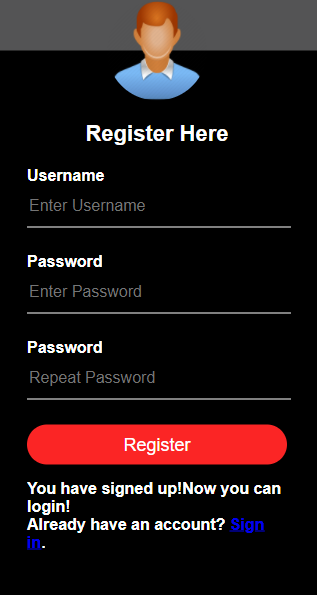 Register Here
Username
Enter Username
Password
Enter Password
Password
Repeat Password
Register
You have signed up!Now you can
login!
Already have an account? Sign
in.